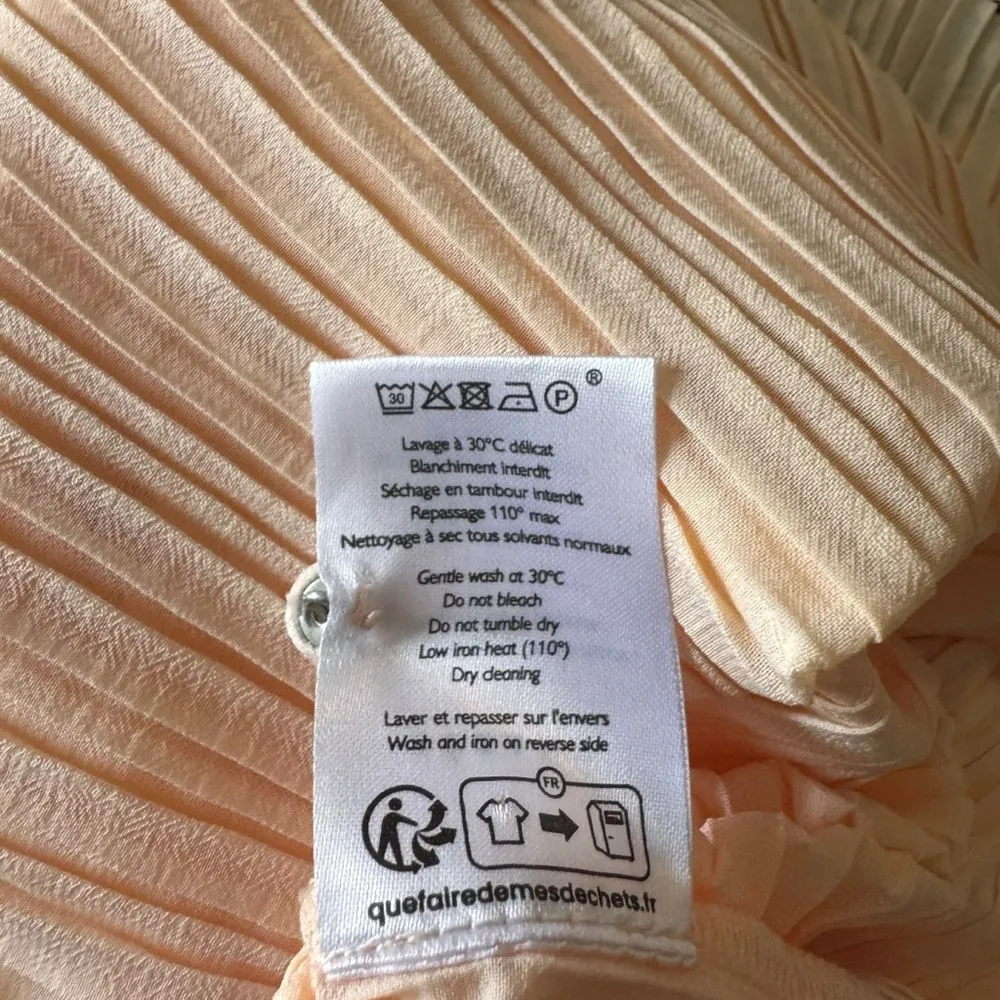 30 P ®
Lavage à 30°C délicat
Blanchiment interdit
Séchage en tambour interdit
Repassage 110° max
Nettoyage à sec tous solvants normaux
Gentle wash at 30°C
Do not bleach
Do not tumble dry
Low iron heat (110°)
Dry cleaning
Laver et repasser sur l'envers
Wash and iron on reverse side
FR
quefairedemesdechets.fr